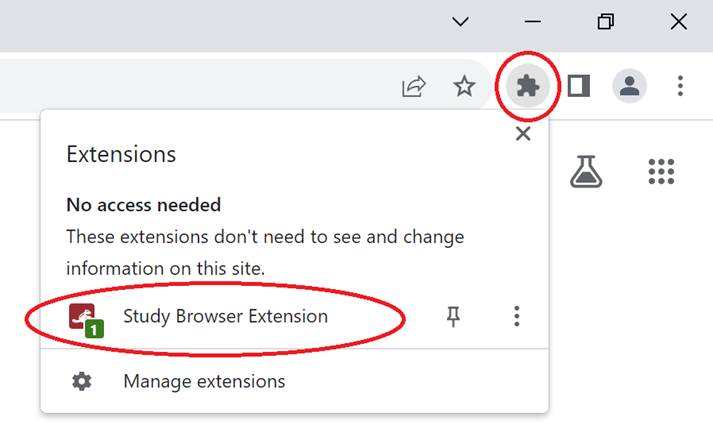 Extensions
No access needed
These extensions don't need to see and change
information on this site.
1
Study Browser Extension
Manage extensions